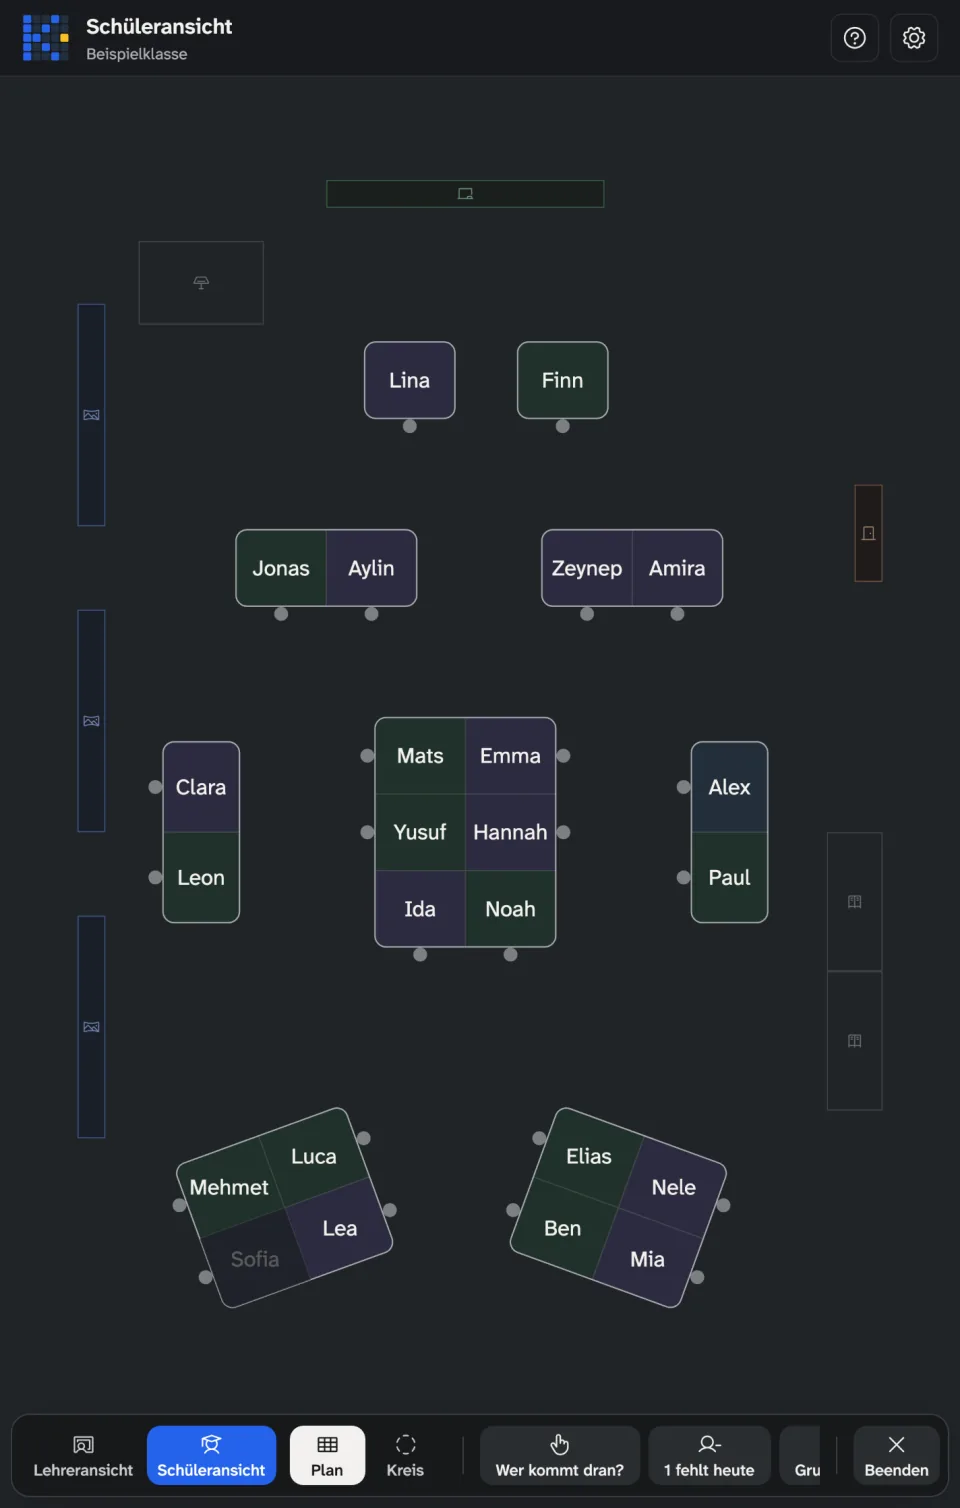 Schüleransicht
Beispielklasse
Lina
Finn
Jonas
Aylin
Zeynep
Amira
Mats
Emma
Clara
Alex
Yusuf
Hannah
Leon
Paul
Ida
Noah
Luca
Mehmet
Lea
Sofia
Elias
Nele
Ben
Mia
Lehreransicht
Schüleransicht
Plan
Kreis
Wer kommt dran?
1 fehlt heute
Gru
Beenden